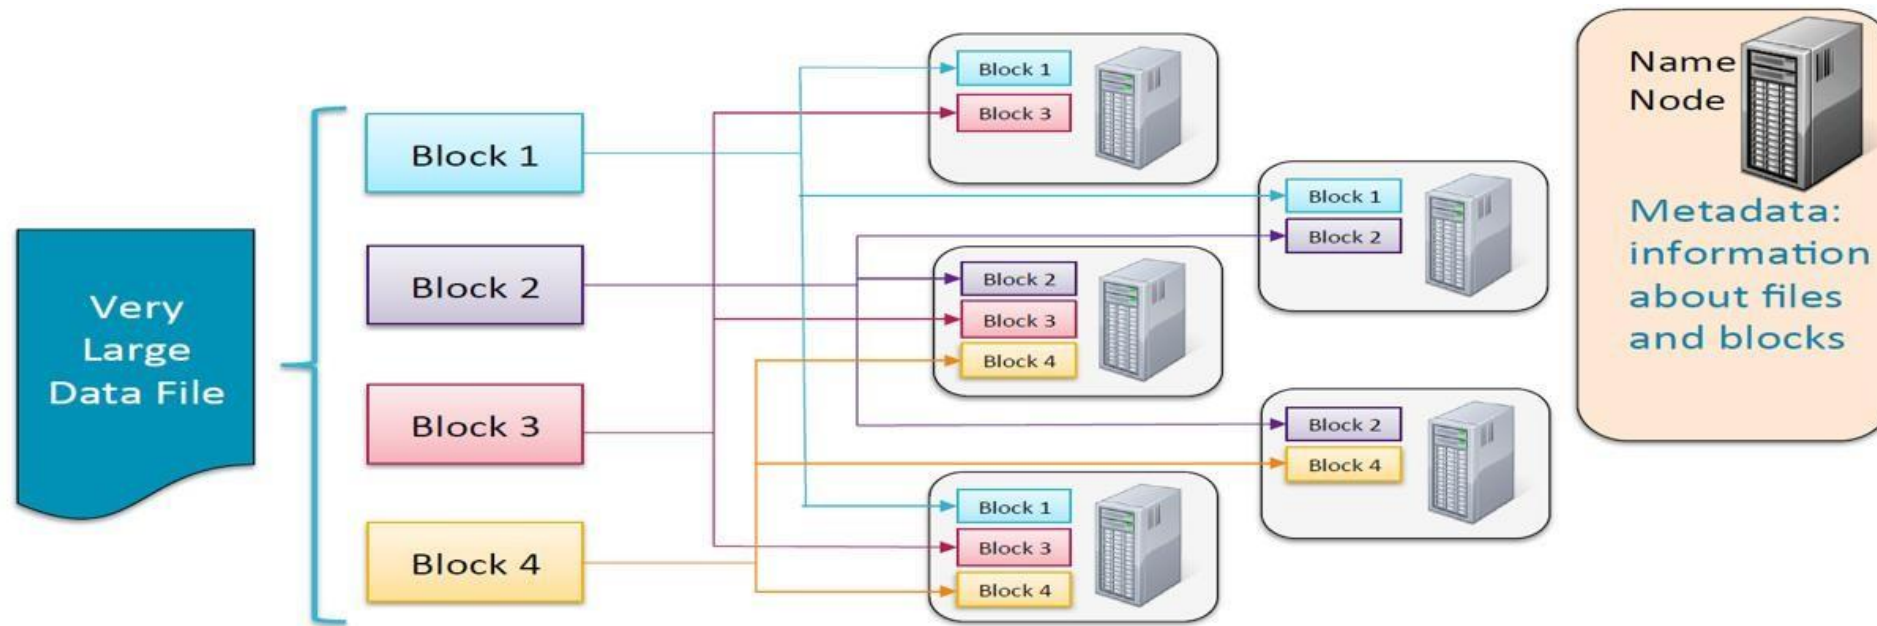 Very
Large
Data File
Block 1
Block 2
Block 3
Block 4
Block 1
Block 3
Block 1
Block 2
Block 2
Block 3
Block 4
Block 2
Block 4
Block 1
Block 3
Block 4
Name
Node
Metadata:
information
about files
and blocks